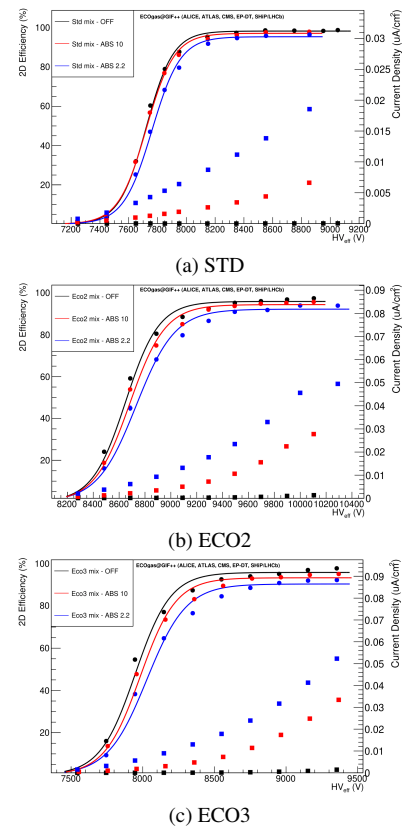 ECOgas@GIF++ (ALICE, ATLAS, CMS, EP-DT, SHiP/LHCb)
2D Efficiency (%)
Current Density (uA/cm²)
Std mix - OFF
Std mix - ABS 10
Std mix - ABS 2.2
100
80
60
40
20
0.03
0.025
0.02
0.015
0.01
0.005
0
7200 7400 7600 7800 8000 8200 8400 8600 8800 9000 9200
HVeff (V)
(a) STD
ECOgas@GIF++ (ALICE, ATLAS, CMS, EP-DT, SHiP/LHCb)
2D Efficiency (%)
Current Density (uA/cm²)
Eco2 mix - OFF
Eco2 mix - ABS 10
Eco2 mix - ABS 2.2
100
80
60
40
20
0.09
0.08
0.07
0.06
0.05
0.04
0.03
0.02
0.01
0
8200 8400 8600 8800 9000 9200 9400 9600 9800 10000 10200 10400
HVeff (V)
(b) ECO2
ECOgas@GIF++ (ALICE, ATLAS, CMS, EP-DT, SHiP/LHCb)
2D Efficiency (%)
Current Density (uA/cm²)
Eco3 mix - OFF
Eco3 mix - ABS 10
Eco3 mix - ABS 2.2
100
80
60
40
20
0.09
0.08
0.07
0.06
0.05
0.04
0.03
0.02
0.01
0
7500 8000 8500 9000 9500
HVeff (V)
(c) ECO3